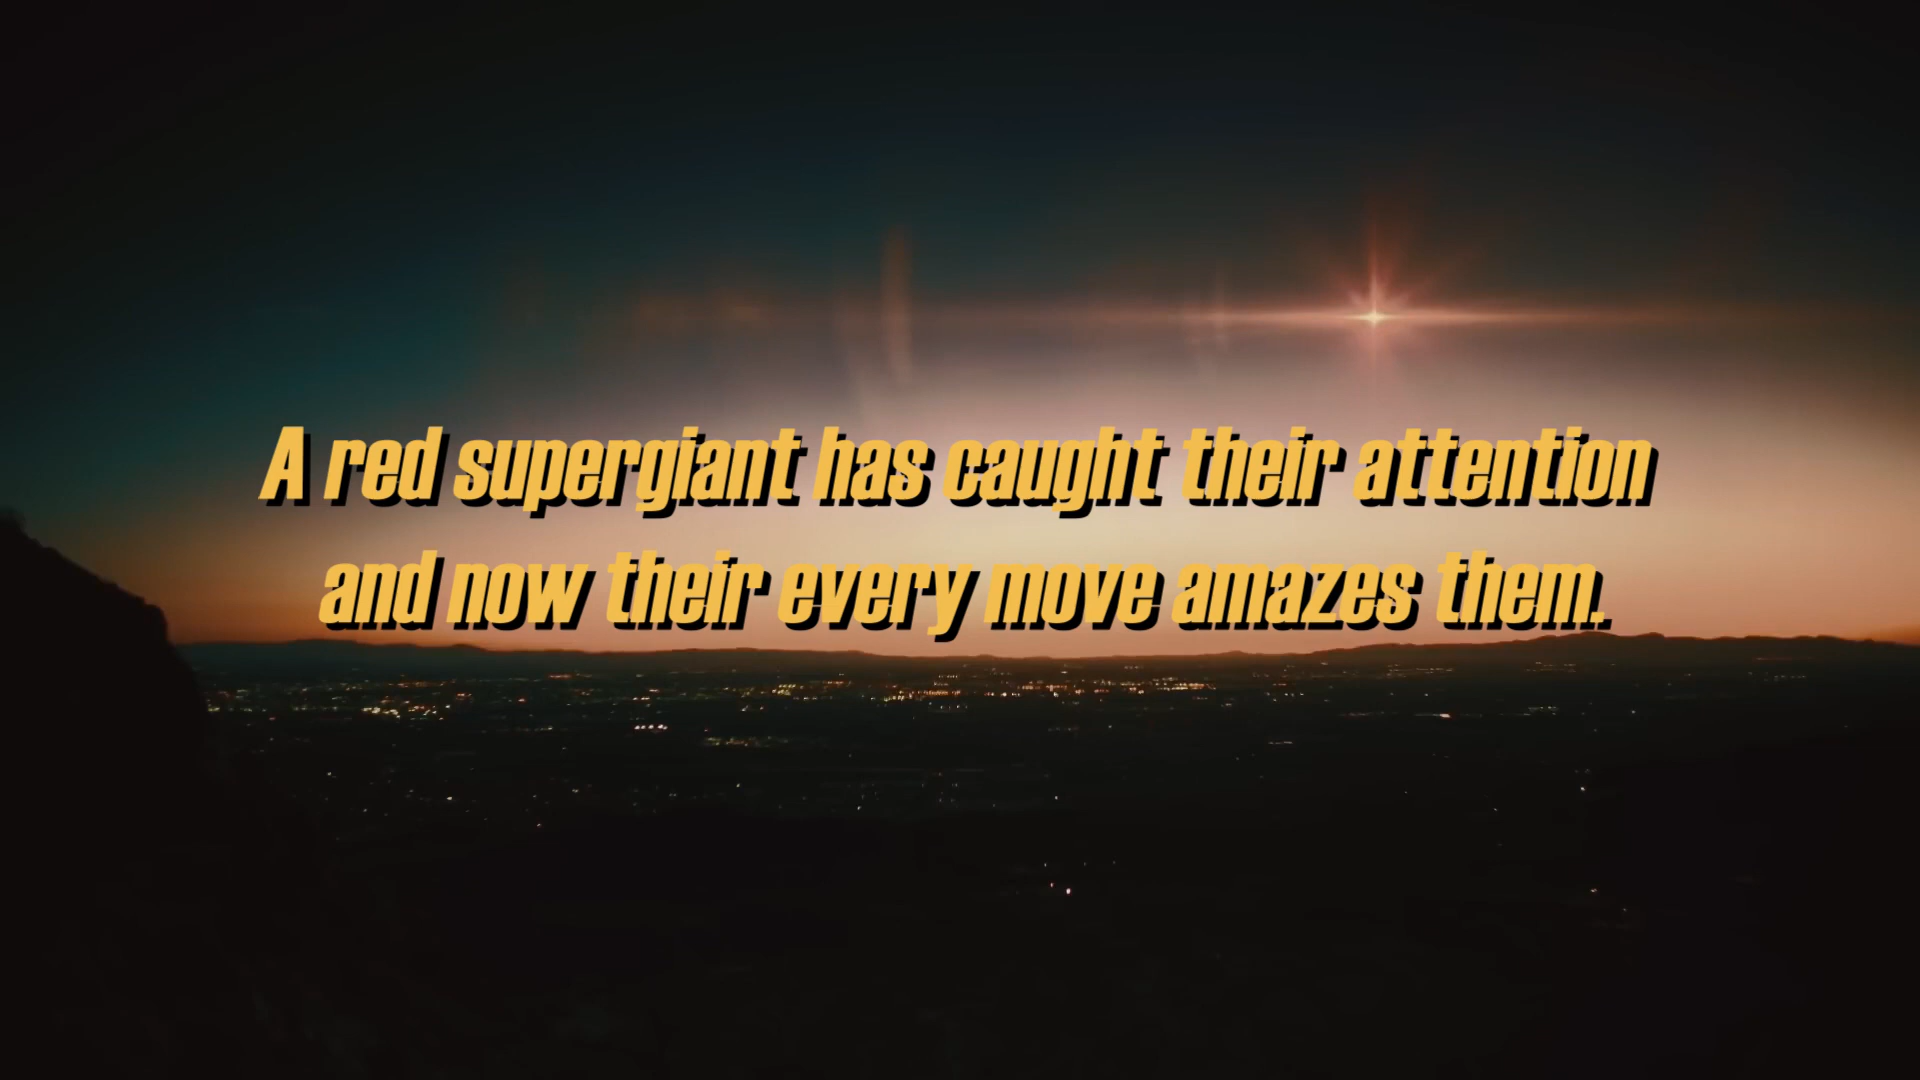 A red supergiant has caught their attention
and now their every move amazes them.